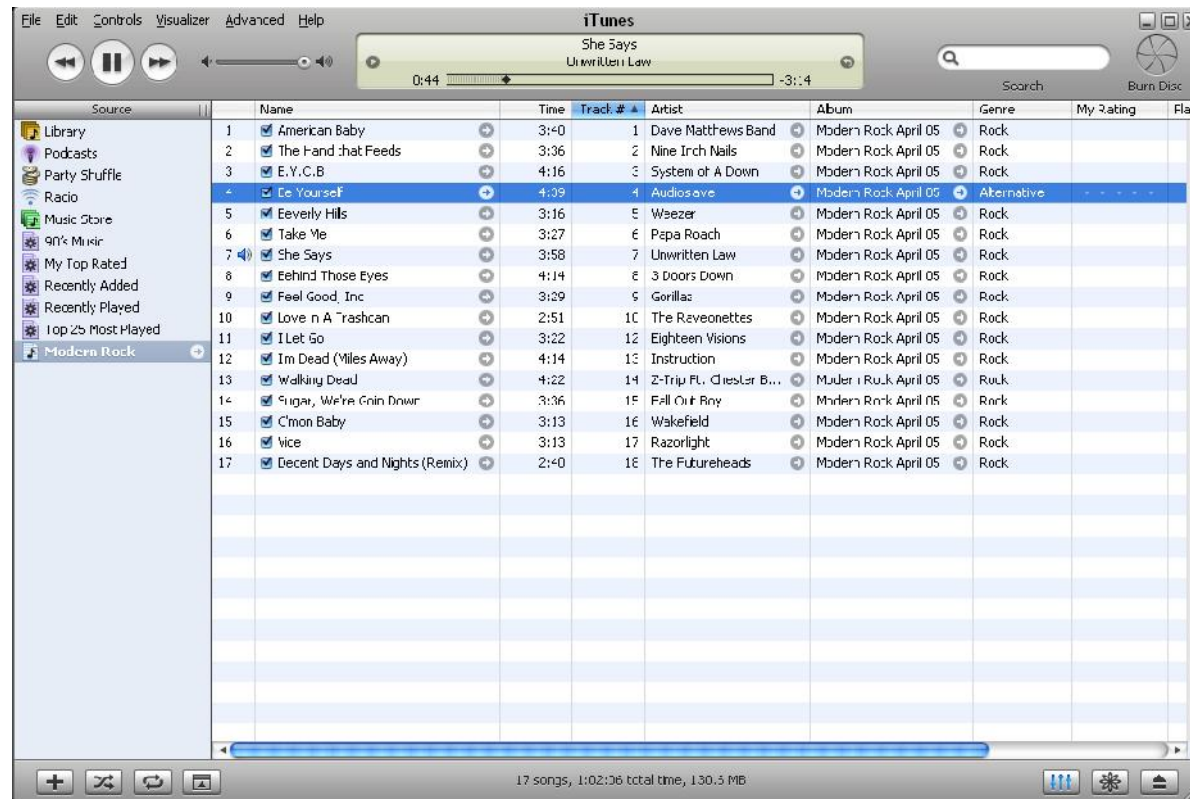 File Edit Controls Visualizer Advanced Help iTunes
She Says
Unwritten Law
0:44 -3:14
Search Burn Disc
Source Name Time Track # Artist Album Genre My Rating Pla
Library
Podcasts
Party Shuffle
Radio
Music Store
90's Music
My Top Rated
Recently Added
Recently Played
Top 25 Most Played
Modern Rock
1 American Baby 3:40 1 Dave Matthews Band Modern Rock April 05 Rock
2 The Hand that Feeds 3:36 2 Nine Inch Nails Modern Rock April 05 Rock
3 E.Y.C.B 4:16 3 System of A Down Modern Rock April 05 Rock
4 Be Yourself 4:39 4 Audioslave Modern Rock April 05 Alternative
5 Beverly Hills 3:16 5 Weezer Modern Rock April 05 Rock
6 Take Me 3:27 6 Papa Roach Modern Rock April 05 Rock
7 She Says 3:58 7 Unwritten Law Modern Rock April 05 Rock
8 Behind Those Eyes 4:14 8 3 Doors Down Modern Rock April 05 Rock
9 Feel Good, Inc 3:29 9 Gorillaz Modern Rock April 05 Rock
10 Love in A Trashcan 2:51 10 The Raveonettes Modern Rock April 05 Rock
11 I Let Go 3:22 12 Eighteen Visions Modern Rock April 05 Rock
12 Im Dead (Miles Away) 4:14 13 Instruction Modern Rock April 05 Rock
13 Walking Dead 4:22 14 Z-Trip Ft. Chester B... Modern Rock April 05 Rock
14 Sugar, We're Goin Down 3:36 15 Fall Out Boy Modern Rock April 05 Rock
15 C'mon Baby 3:13 16 Wakefield Modern Rock April 05 Rock
16 Vice 3:13 17 Razorlight Modern Rock April 05 Rock
17 Decent Days and Nights (Remix) 2:40 18 The Futureheads Modern Rock April 05 Rock
17 songs, 1:02:06 total time, MB